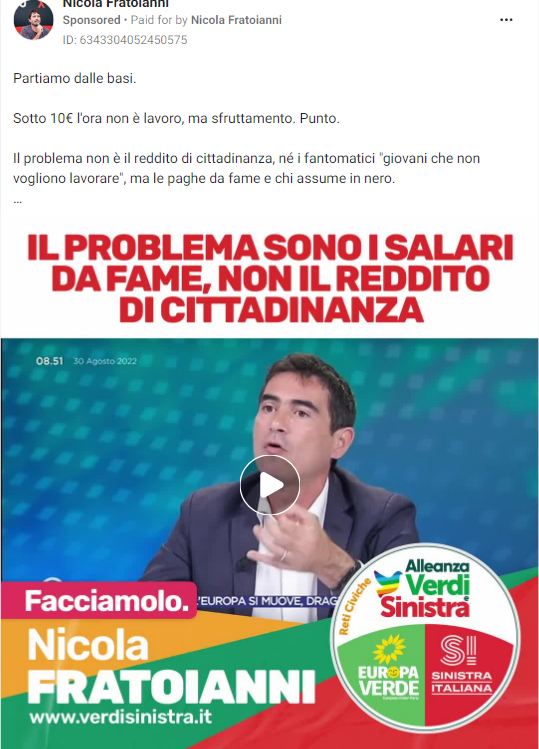 Nicola Fratoianni
Sponsored • Paid for by Nicola Fratoianni
ID: 6343304052450575
Partiamo dalle basi.
Sotto 10€ l'ora non è lavoro, ma sfruttamento. Punto.
Il problema non è il reddito di cittadinanza, né i fantomatici "giovani che non
vogliono lavorare", ma le paghe da fame e chi assume in nero.
...
IL PROBLEMA SONO I SALARI
DA FAME, NON IL REDDITO
DI CITTADINANZA
08.51 30 Agosto 2022
'EUROPA SI MUOVE, DRAG
Facciamolo.
Nicola
FRATOIANNI
www.verdisinistra.it
Reti Civiche
Alleanza
Verdi
e
Sinistra
EUROPA
VERDE
SI
SINISTRA
ITALIANA